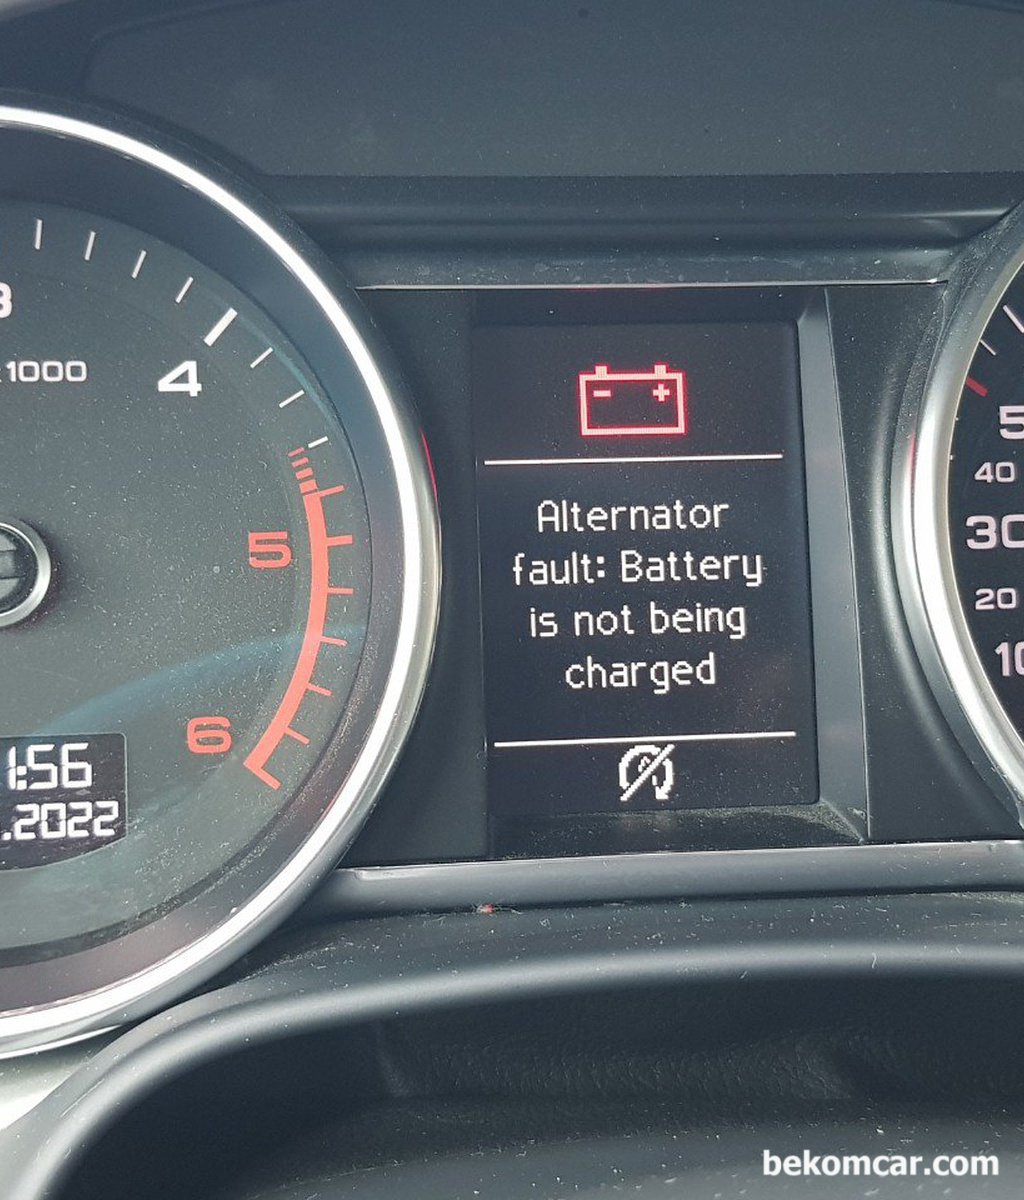 1000
4
5
6
1:56
.2022
- +
Alternator
fault: Battery
is not being
charged
40
30
20
10
bekomcar.com